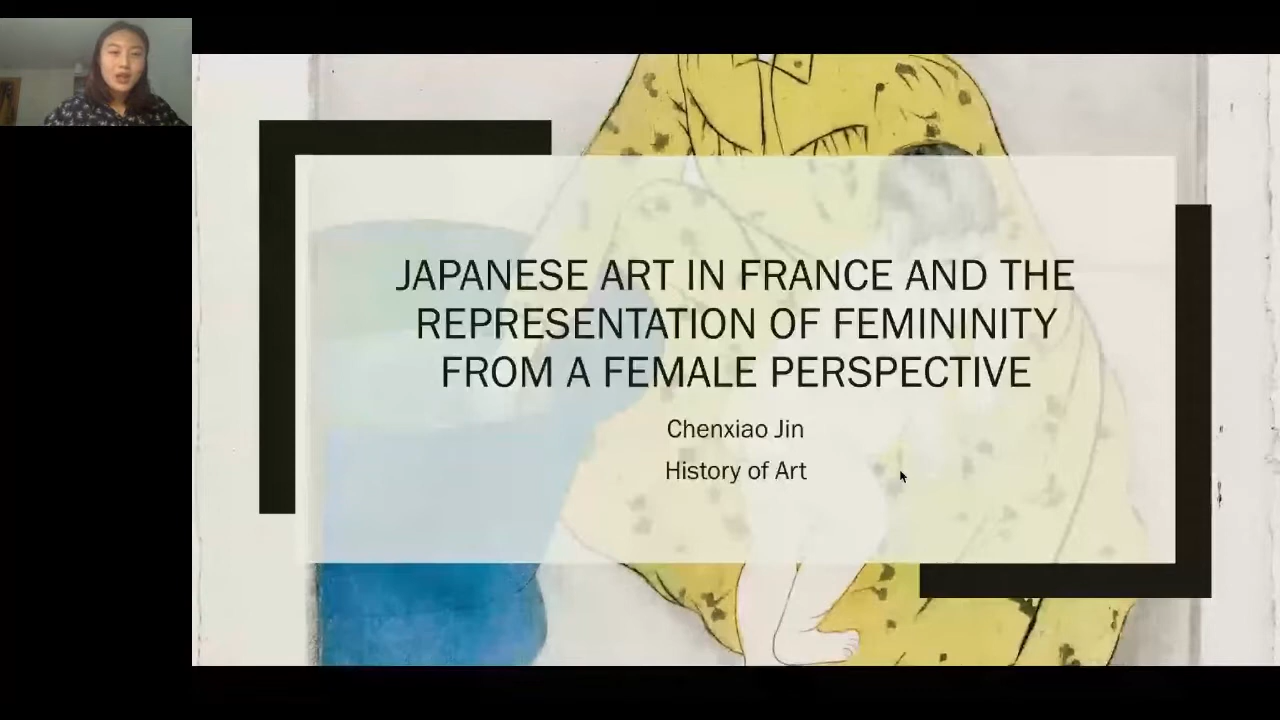 JAPANESE ART IN FRANCE AND THE
REPRESENTATION OF FEMININITY
FROM A FEMALE PERSPECTIVE
Chenxiao Jin
History of Art